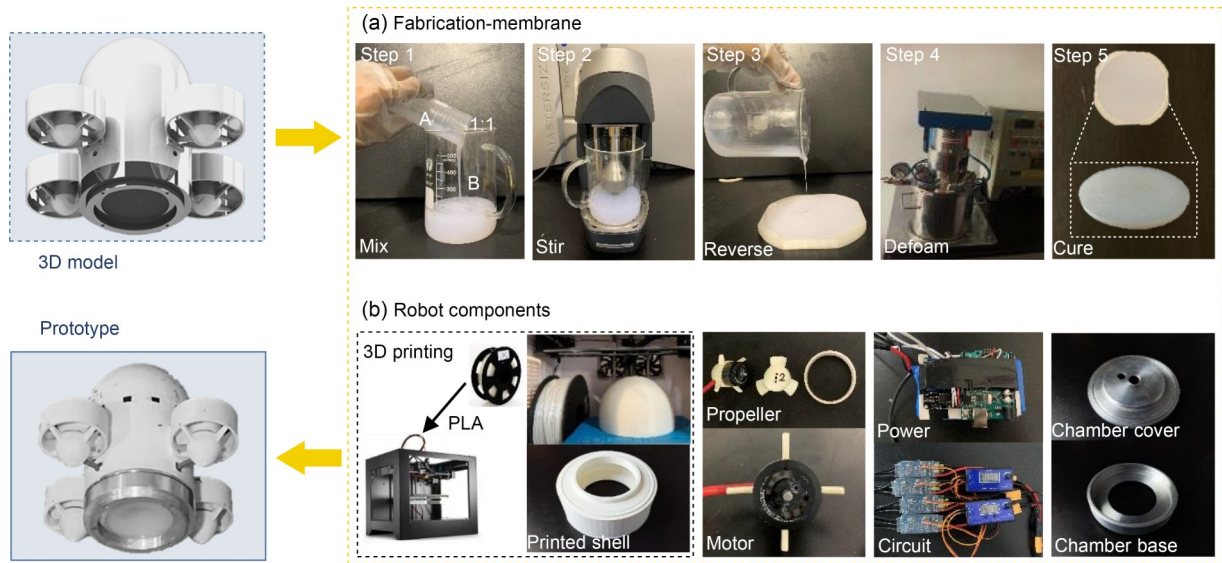 (a) Fabrication-membrane
Step 1
Step 2
Step 3
Step 4
Step 5
A
1:1
B
Mix
Stir
Reverse
Defoam
Cure
3D model
Prototype
(b) Robot components
3D printing
PLA
Printed shell
Propeller
Motor
Power
Circuit
Chamber cover
Chamber base